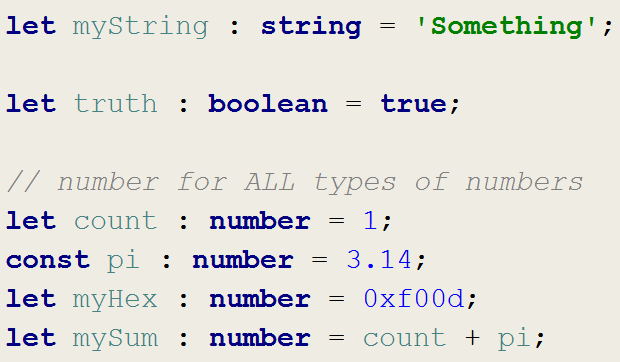 let myString : string = 'Something';
let truth : boolean = true;
// number for ALL types of numbers
let count : number = 1;
const pi : number = 3.14;
let myHex : number = 0xf00d;
let mySum : number = count + pi;